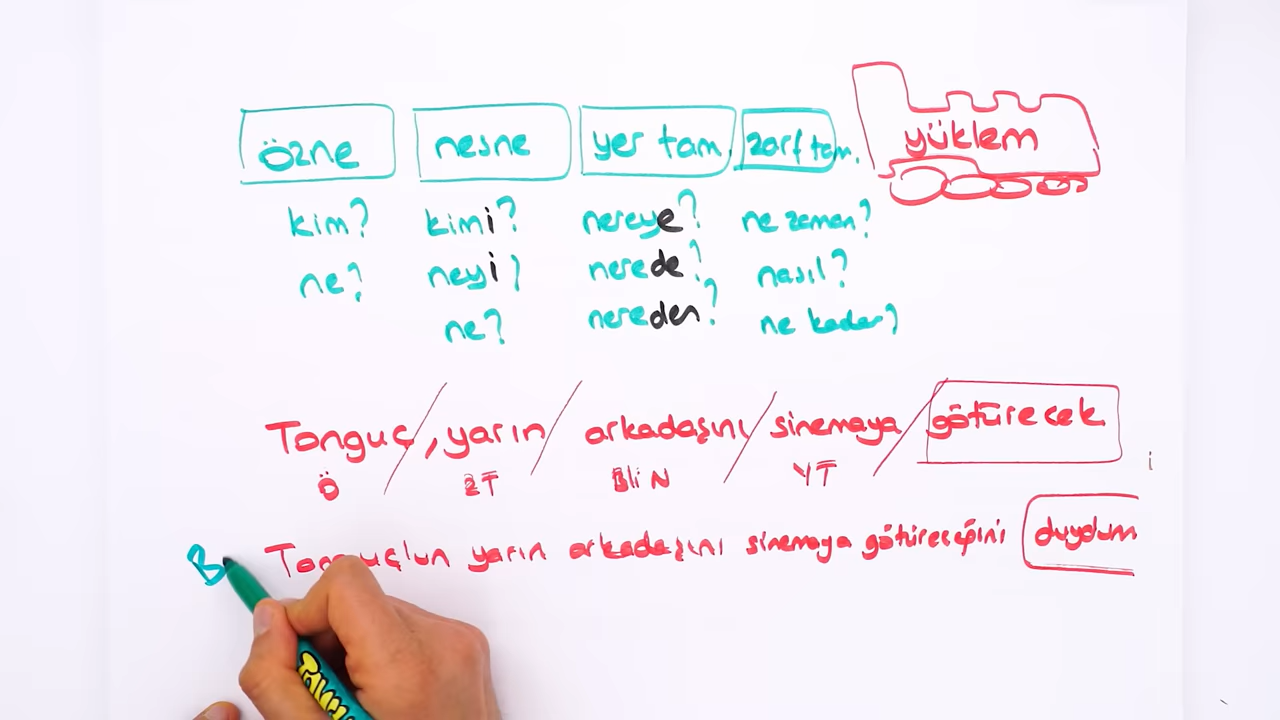 özne nesne yer tam. zarf tam. yüklem
kim? kimi? nereye? ne zaman?
ne? neyi? nerede? nasıl?
ne? nereden? ne kadar?
Tonguç, yarın arkadaşını sinemaya götürecek
Ö ZT Bli N YT
B Tonguç'un yarın arkadaşını sinemaya götüreceğini duydum